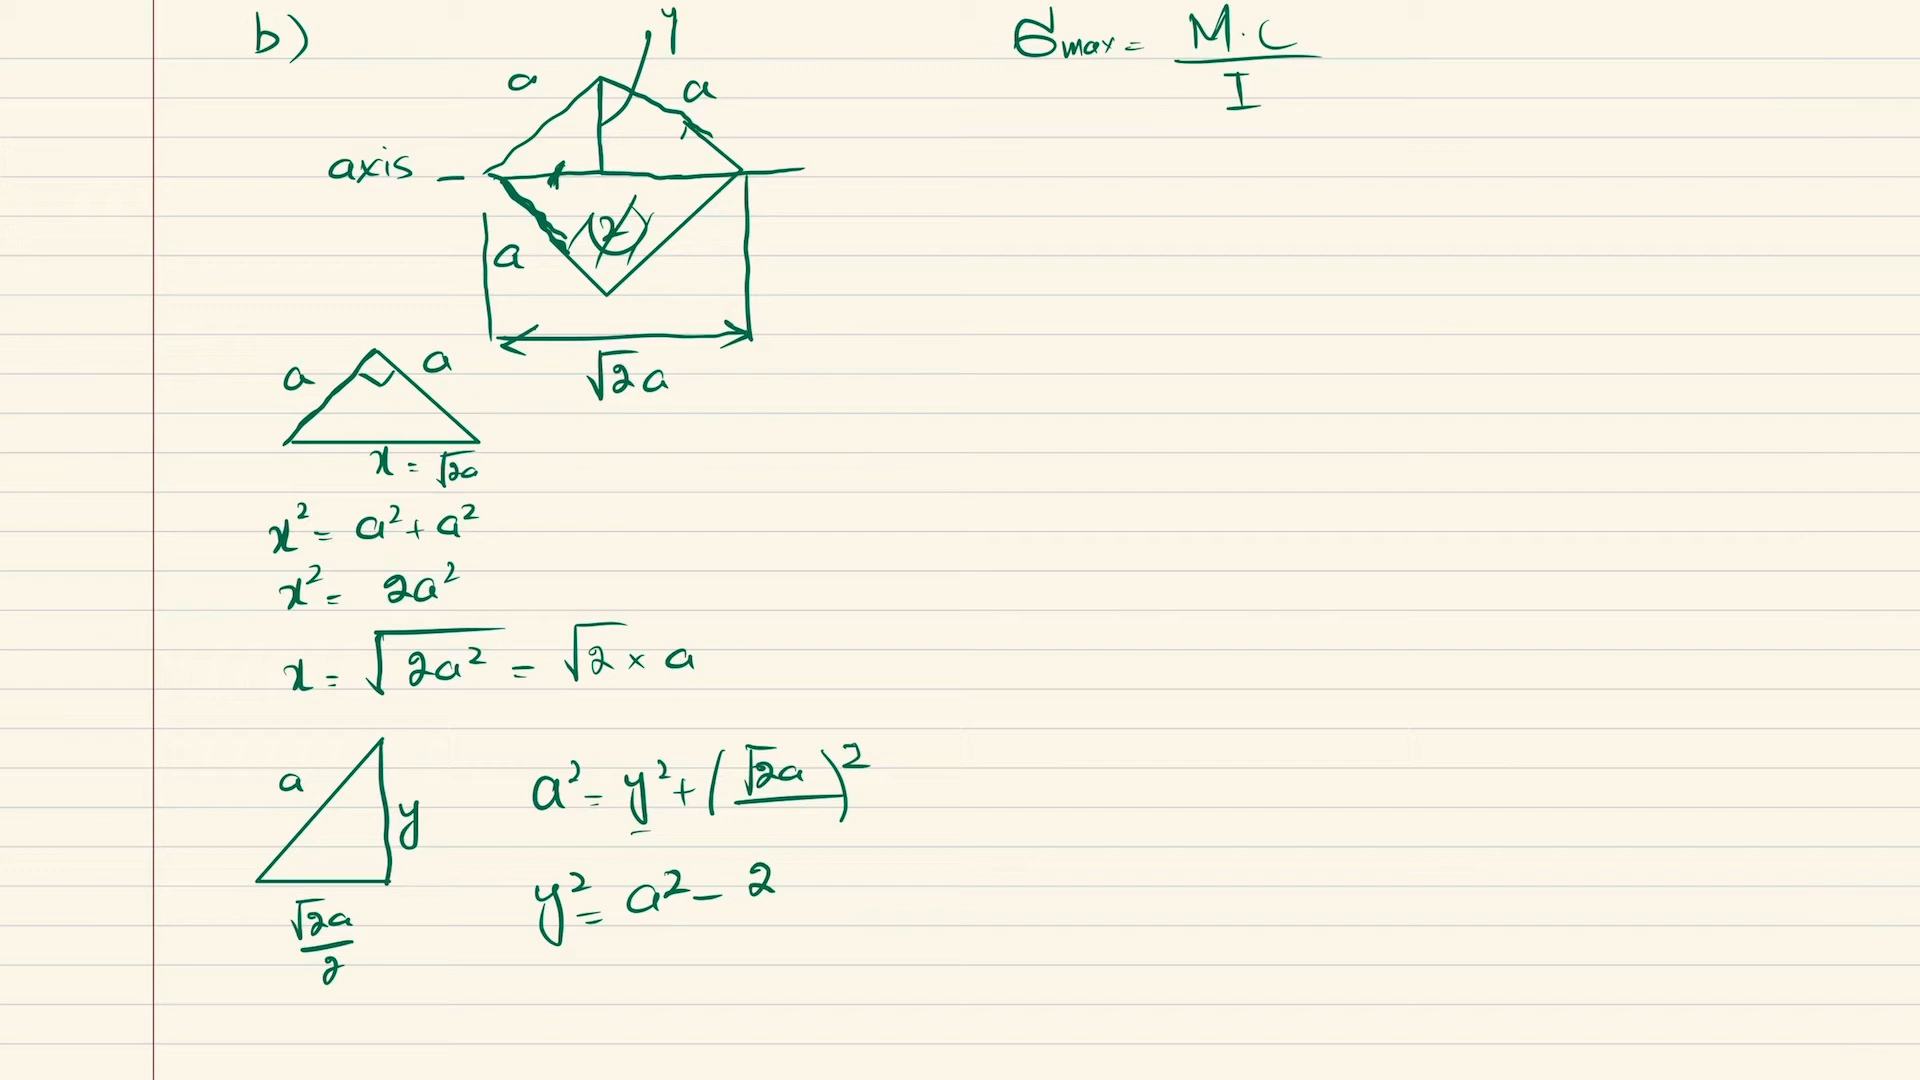 b)
y
σmax = M·C / I
a
a
axis
(2)
a
√2 a
a
a
x = √2a
x² = a² + a²
x² = 2a²
x = √2a² = √2 × a
a
y
√2a / 2
a² = y² + (√2a / )²
y² = a² - 2